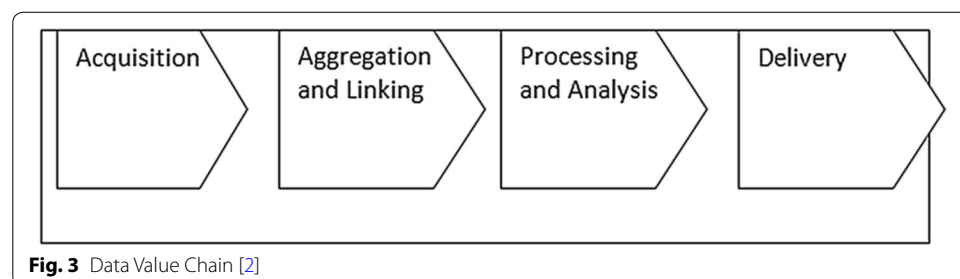 Acquisition
Aggregation
and Linking
Processing
and Analysis
Delivery
Fig. 3 Data Value Chain [2]